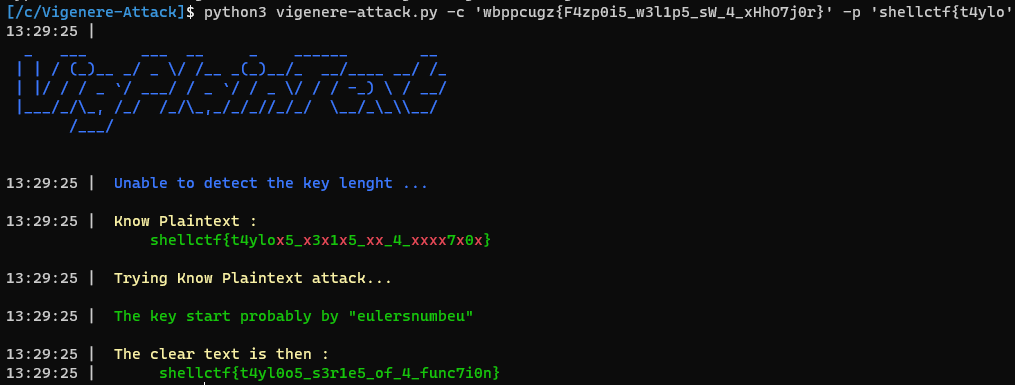 [/c/Vigenere-Attack]$ python3 vigenere-attack.py -c 'wbppcugz{F4zp0i5_w3l1p5_sW_4_xHhO7j0r}' -p 'shellctf{t4ylo'
13:29:25 |
VigPlainText
13:29:25 | Unable to detect the key lenght ...
13:29:25 | Know Plaintext :
shellctf{t4ylox5_x3x1x5_xx_4_xxxx7x0x}
13:29:25 | Trying Know Plaintext attack...
13:29:25 | The key start probably by "eulersnumbeu"
13:29:25 | The clear text is then :
13:29:25 | shellctf{t4yl0o5_s3r1e5_of_4_func7i0n}